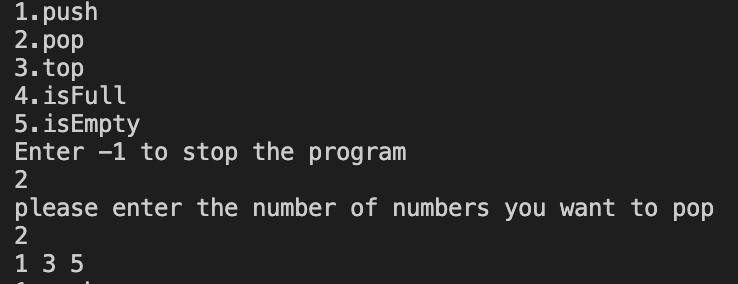 1.push
2.pop
3.top
4.isFull
5.isEmpty
Enter -1 to stop the program
2
please enter the number of numbers you want to pop
2
1 3 5